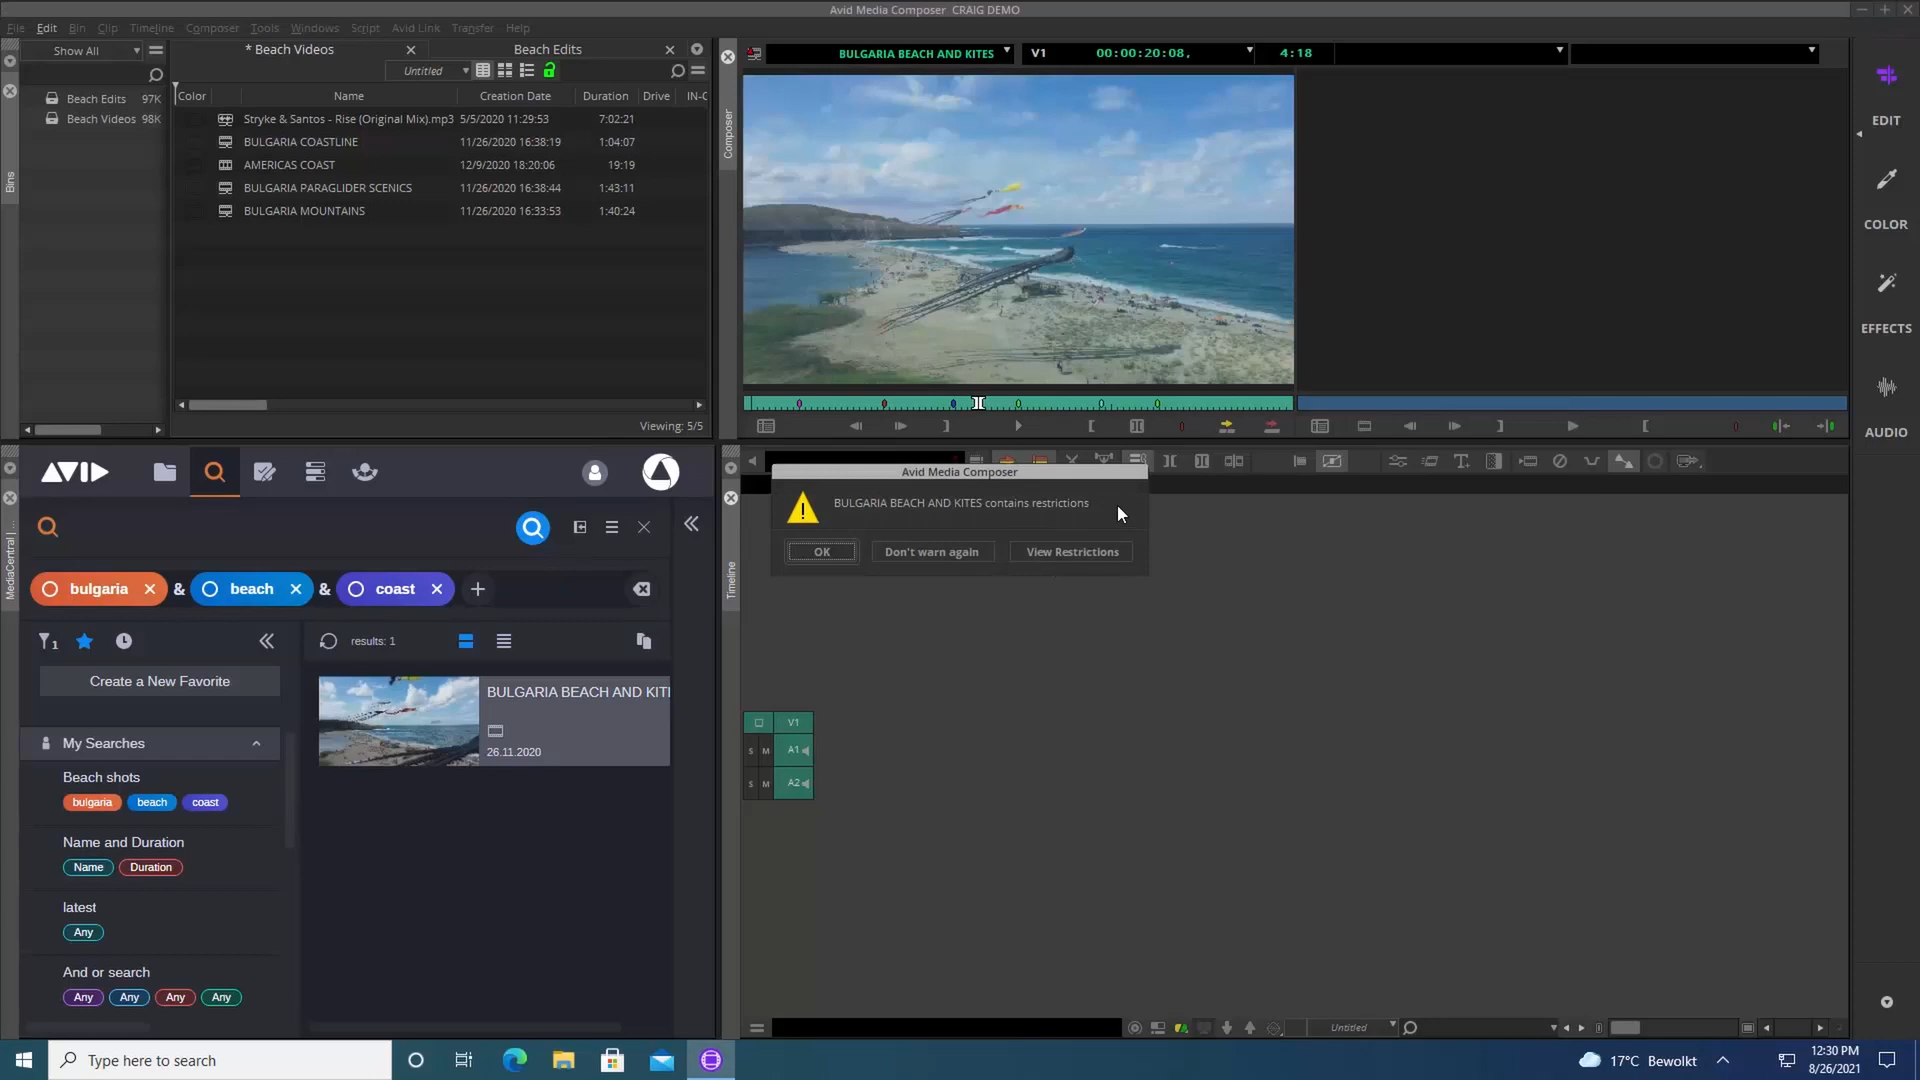 Avid Media Composer CRAIG DEMO
File Edit Bin Clip Timeline Composer Tools Windows Script Avid Link Transfer Help
Show All
* Beach Videos
Beach Edits
Untitled
Beach Edits 97K
Beach Videos 98K
Bins
Color Name Creation Date Duration Drive IN-O
Stryke & Santos - Rise (Original Mix).mp3 5/5/2020 11:29:53 7:02:21
BULGARIA COASTLINE 11/26/2020 16:38:19 1:04:07
AMERICAS COAST 12/9/2020 18:20:06 19:19
BULGARIA PARAGLIDER SCENICS 11/26/2020 16:38:44 1:43:11
BULGARIA MOUNTAINS 11/26/2020 16:33:53 1:40:24
Viewing: 5/5
Composer
BULGARIA BEACH AND KITES
V1 00:00:20:08, 4:18
EDIT
COLOR
EFFECTS
AUDIO
AVID
MediaCentral | ...
bulgaria & beach & coast
1
results: 1
Create a New Favorite
My Searches
Beach shots
bulgaria beach coast
Name and Duration
Name Duration
latest
Any
And or search
Any Any Any Any
BULGARIA BEACH AND KIT
26.11.2020
Timeline
Avid Media Composer
BULGARIA BEACH AND KITES contains restrictions
OK Don't warn again View Restrictions
V1
S M A1
S M A2
Untitled
Type here to search
17°C Bewolkt
12:30 PM
8/26/2021